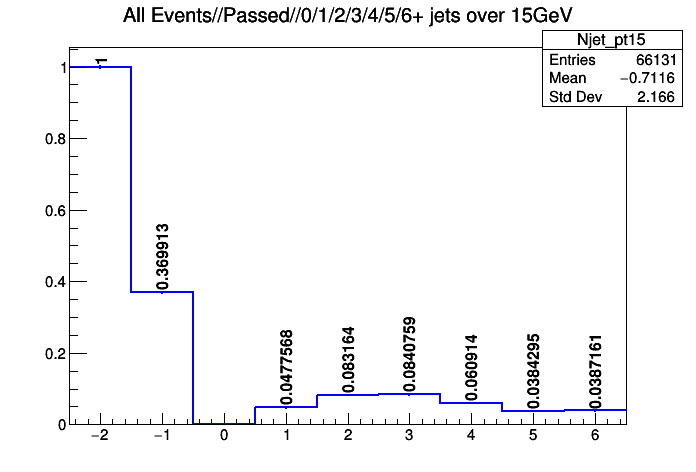 All Events//Passed//0/1/2/3/4/5/6+ jets over 15GeV
Njet_pt15
Entries 66131
Mean −0.7116
Std Dev 2.166
1
0.8
0.6
0.4
0.2
0
1
0.369913
0.0477568
0.083164
0.0840759
0.060914
0.0384295
0.0387161
−2 −1 0 1 2 3 4 5 6